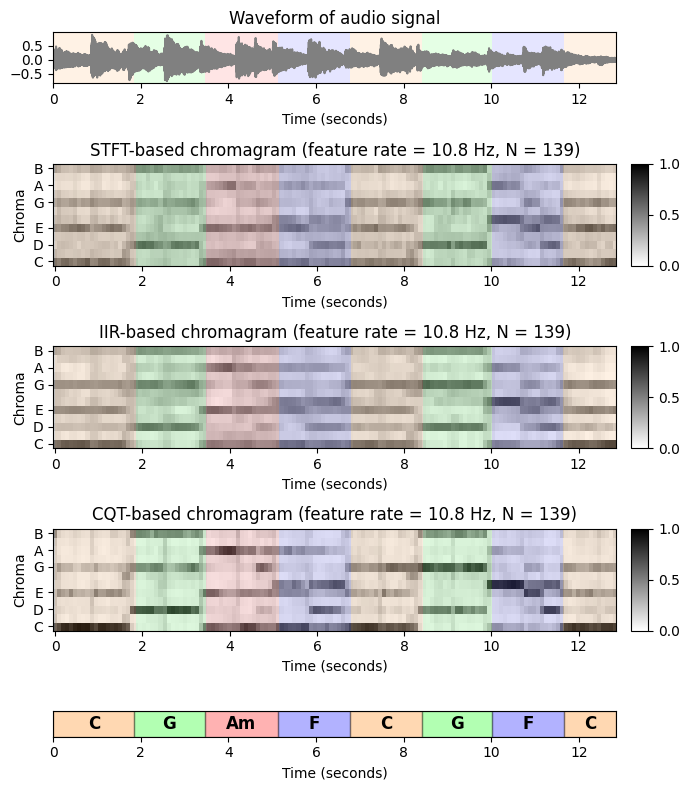 Waveform of audio signal
0.5
0.0
−0.5
0 2 4 6 8 10 12
Time (seconds)
STFT-based chromagram (feature rate = 10.8 Hz, N = 139)
Chroma
B
A
G
E
D
C
1.0
0.5
0.0
0 2 4 6 8 10 12
Time (seconds)
IIR-based chromagram (feature rate = 10.8 Hz, N = 139)
Chroma
B
A
G
E
D
C
1.0
0.5
0.0
0 2 4 6 8 10 12
Time (seconds)
CQT-based chromagram (feature rate = 10.8 Hz, N = 139)
Chroma
B
A
G
E
D
C
1.0
0.5
0.0
0 2 4 6 8 10 12
Time (seconds)
C G Am F C G F C
0 2 4 6 8 10 12
Time (seconds)